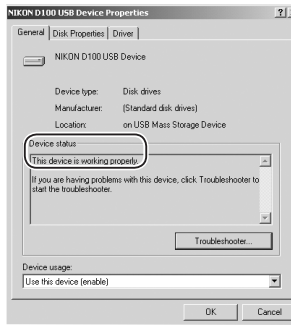 NIKON D100 USB Device Properties
General Disk Properties Driver
NIKON D100 USB Device
Device type: Disk drives
Manufacturer: (Standard disk drives)
Location: on USB Mass Storage Device
Device status
This device is working properly.
If you are having problems with this device, click Troubleshooter to
start the troubleshooter.
Troubleshooter...
Device usage:
Use this device (enable)
OK Cancel